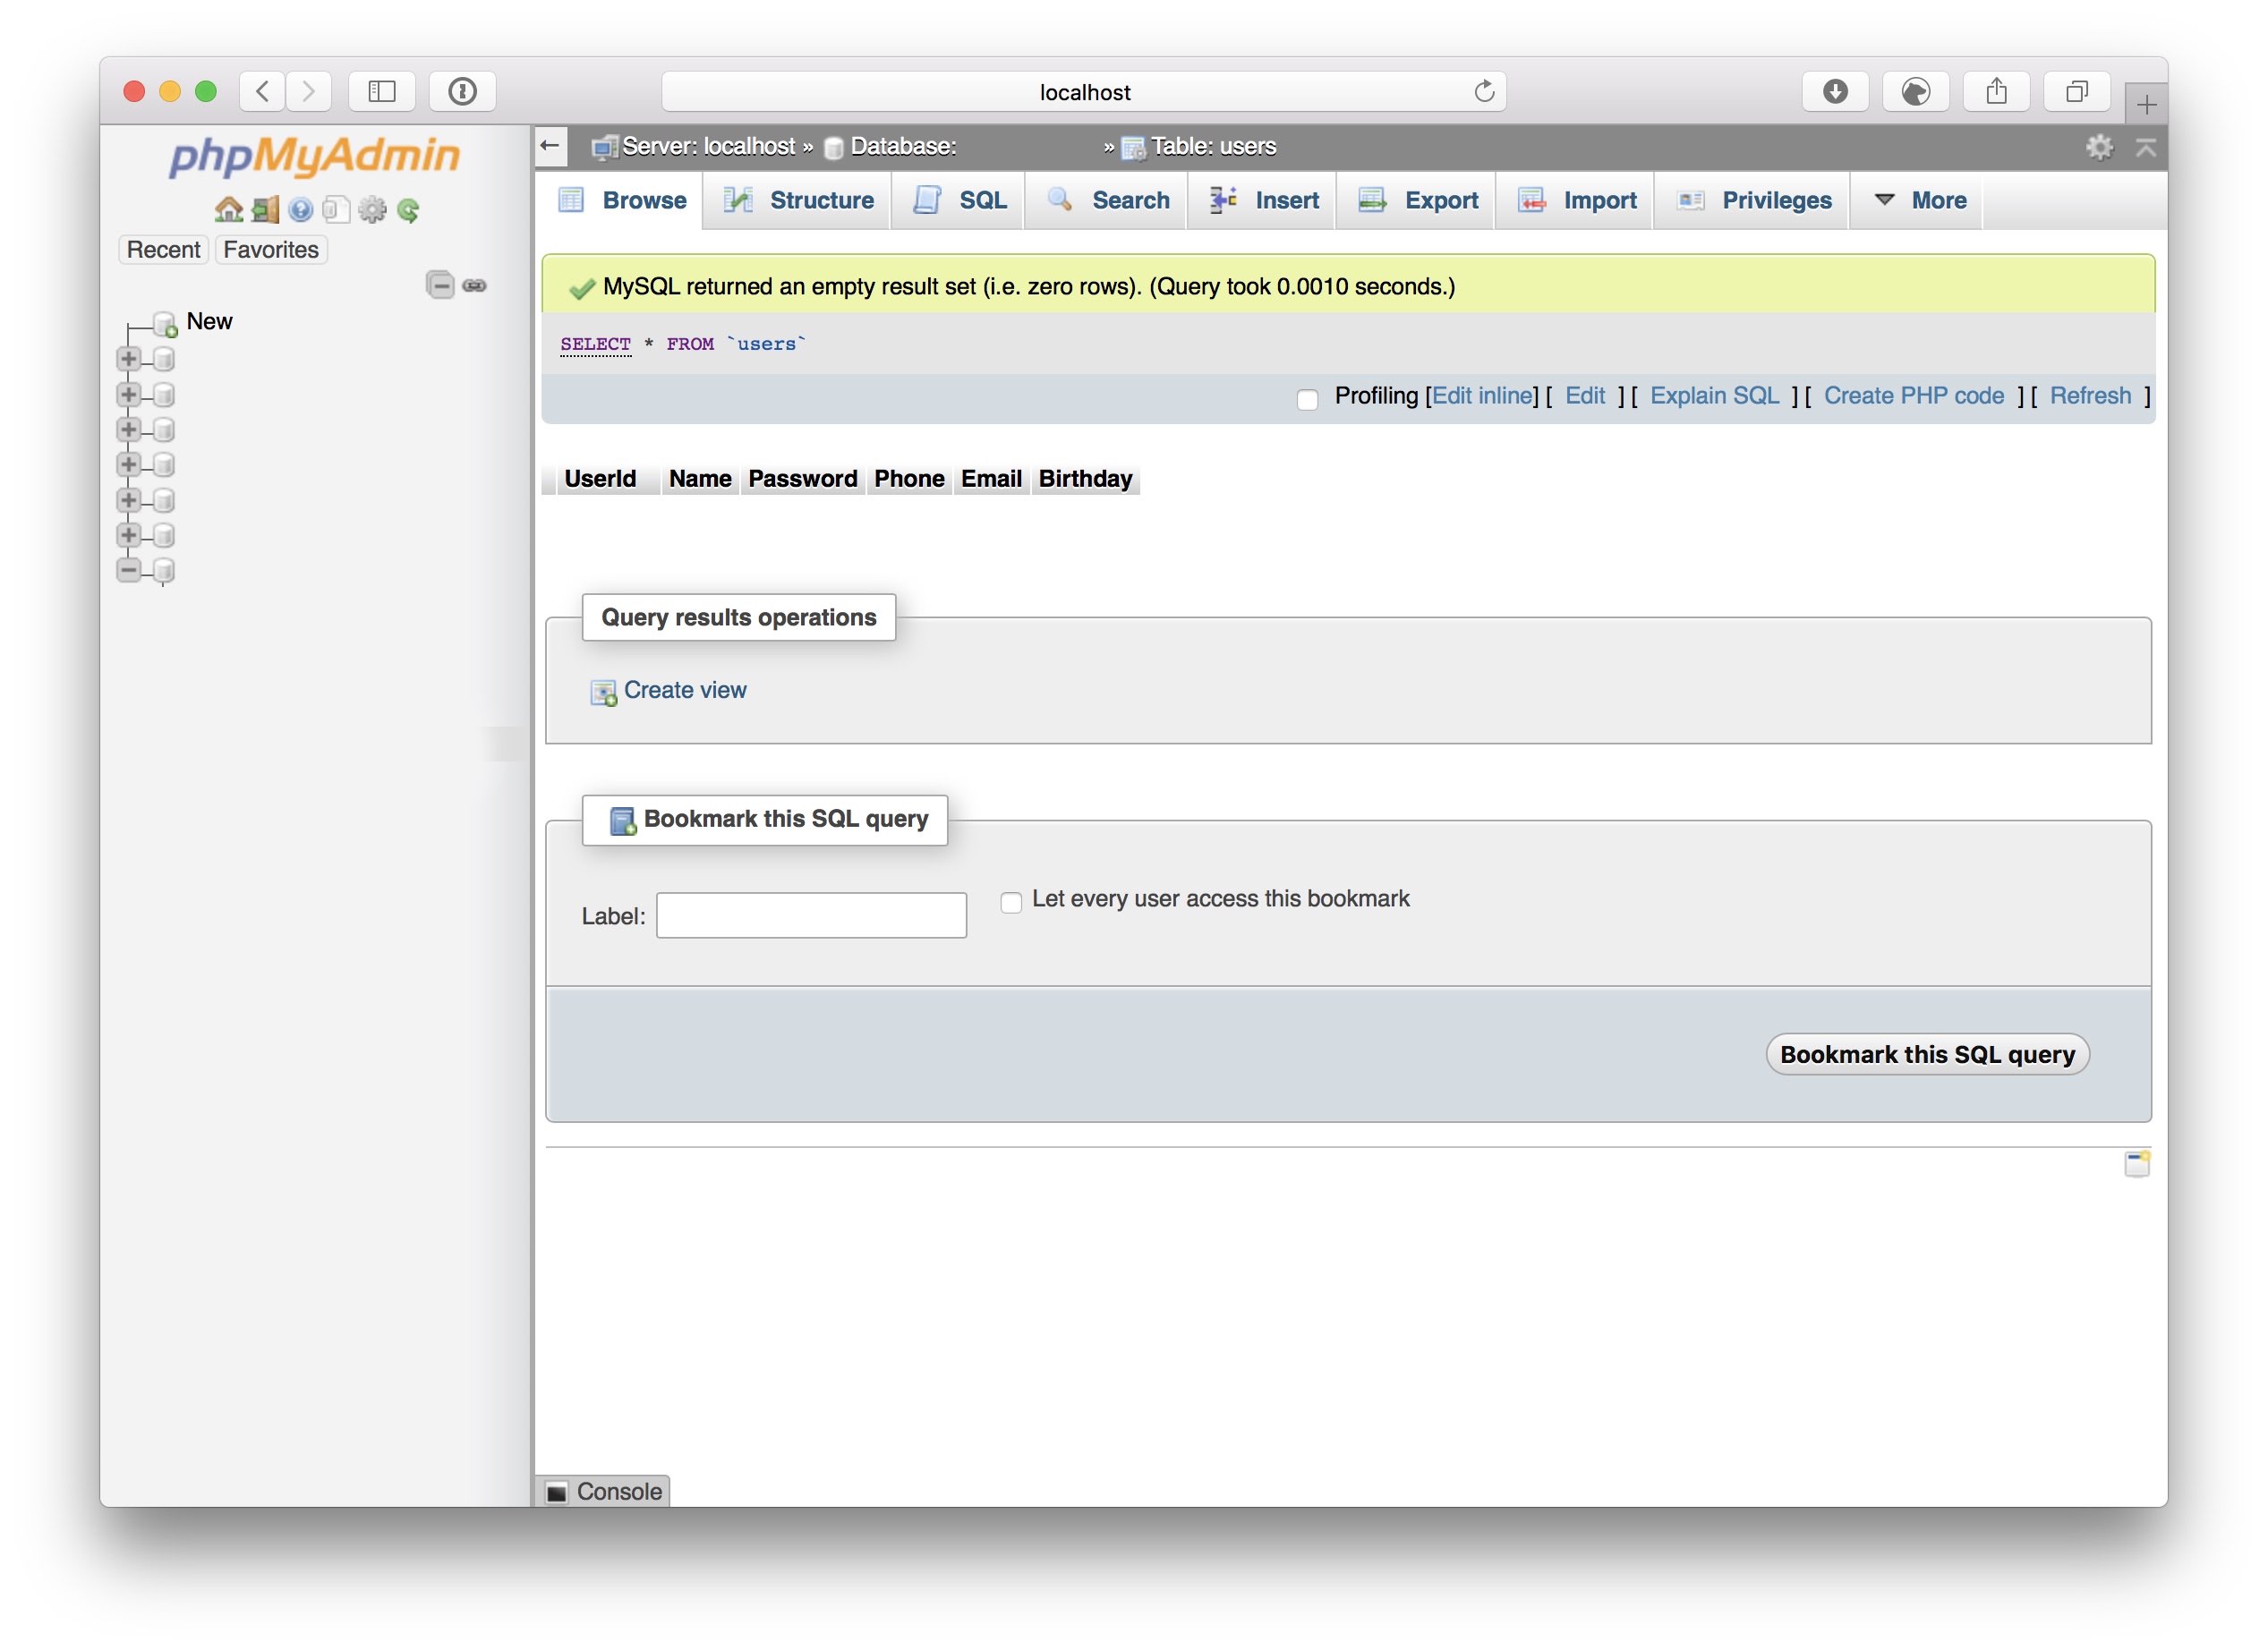 localhost
phpMyAdmin
Recent Favorites
New
Server: localhost » Database: » Table: users
Browse Structure SQL Search Insert Export Import Privileges More
MySQL returned an empty result set (i.e. zero rows). (Query took 0.0010 seconds.)
SELECT * FROM `users`
Profiling [Edit inline] [ Edit ] [ Explain SQL ] [ Create PHP code ] [ Refresh ]
UserId Name Password Phone Email Birthday
Query results operations
Create view
Bookmark this SQL query
Label: Let every user access this bookmark
Bookmark this SQL query
Console